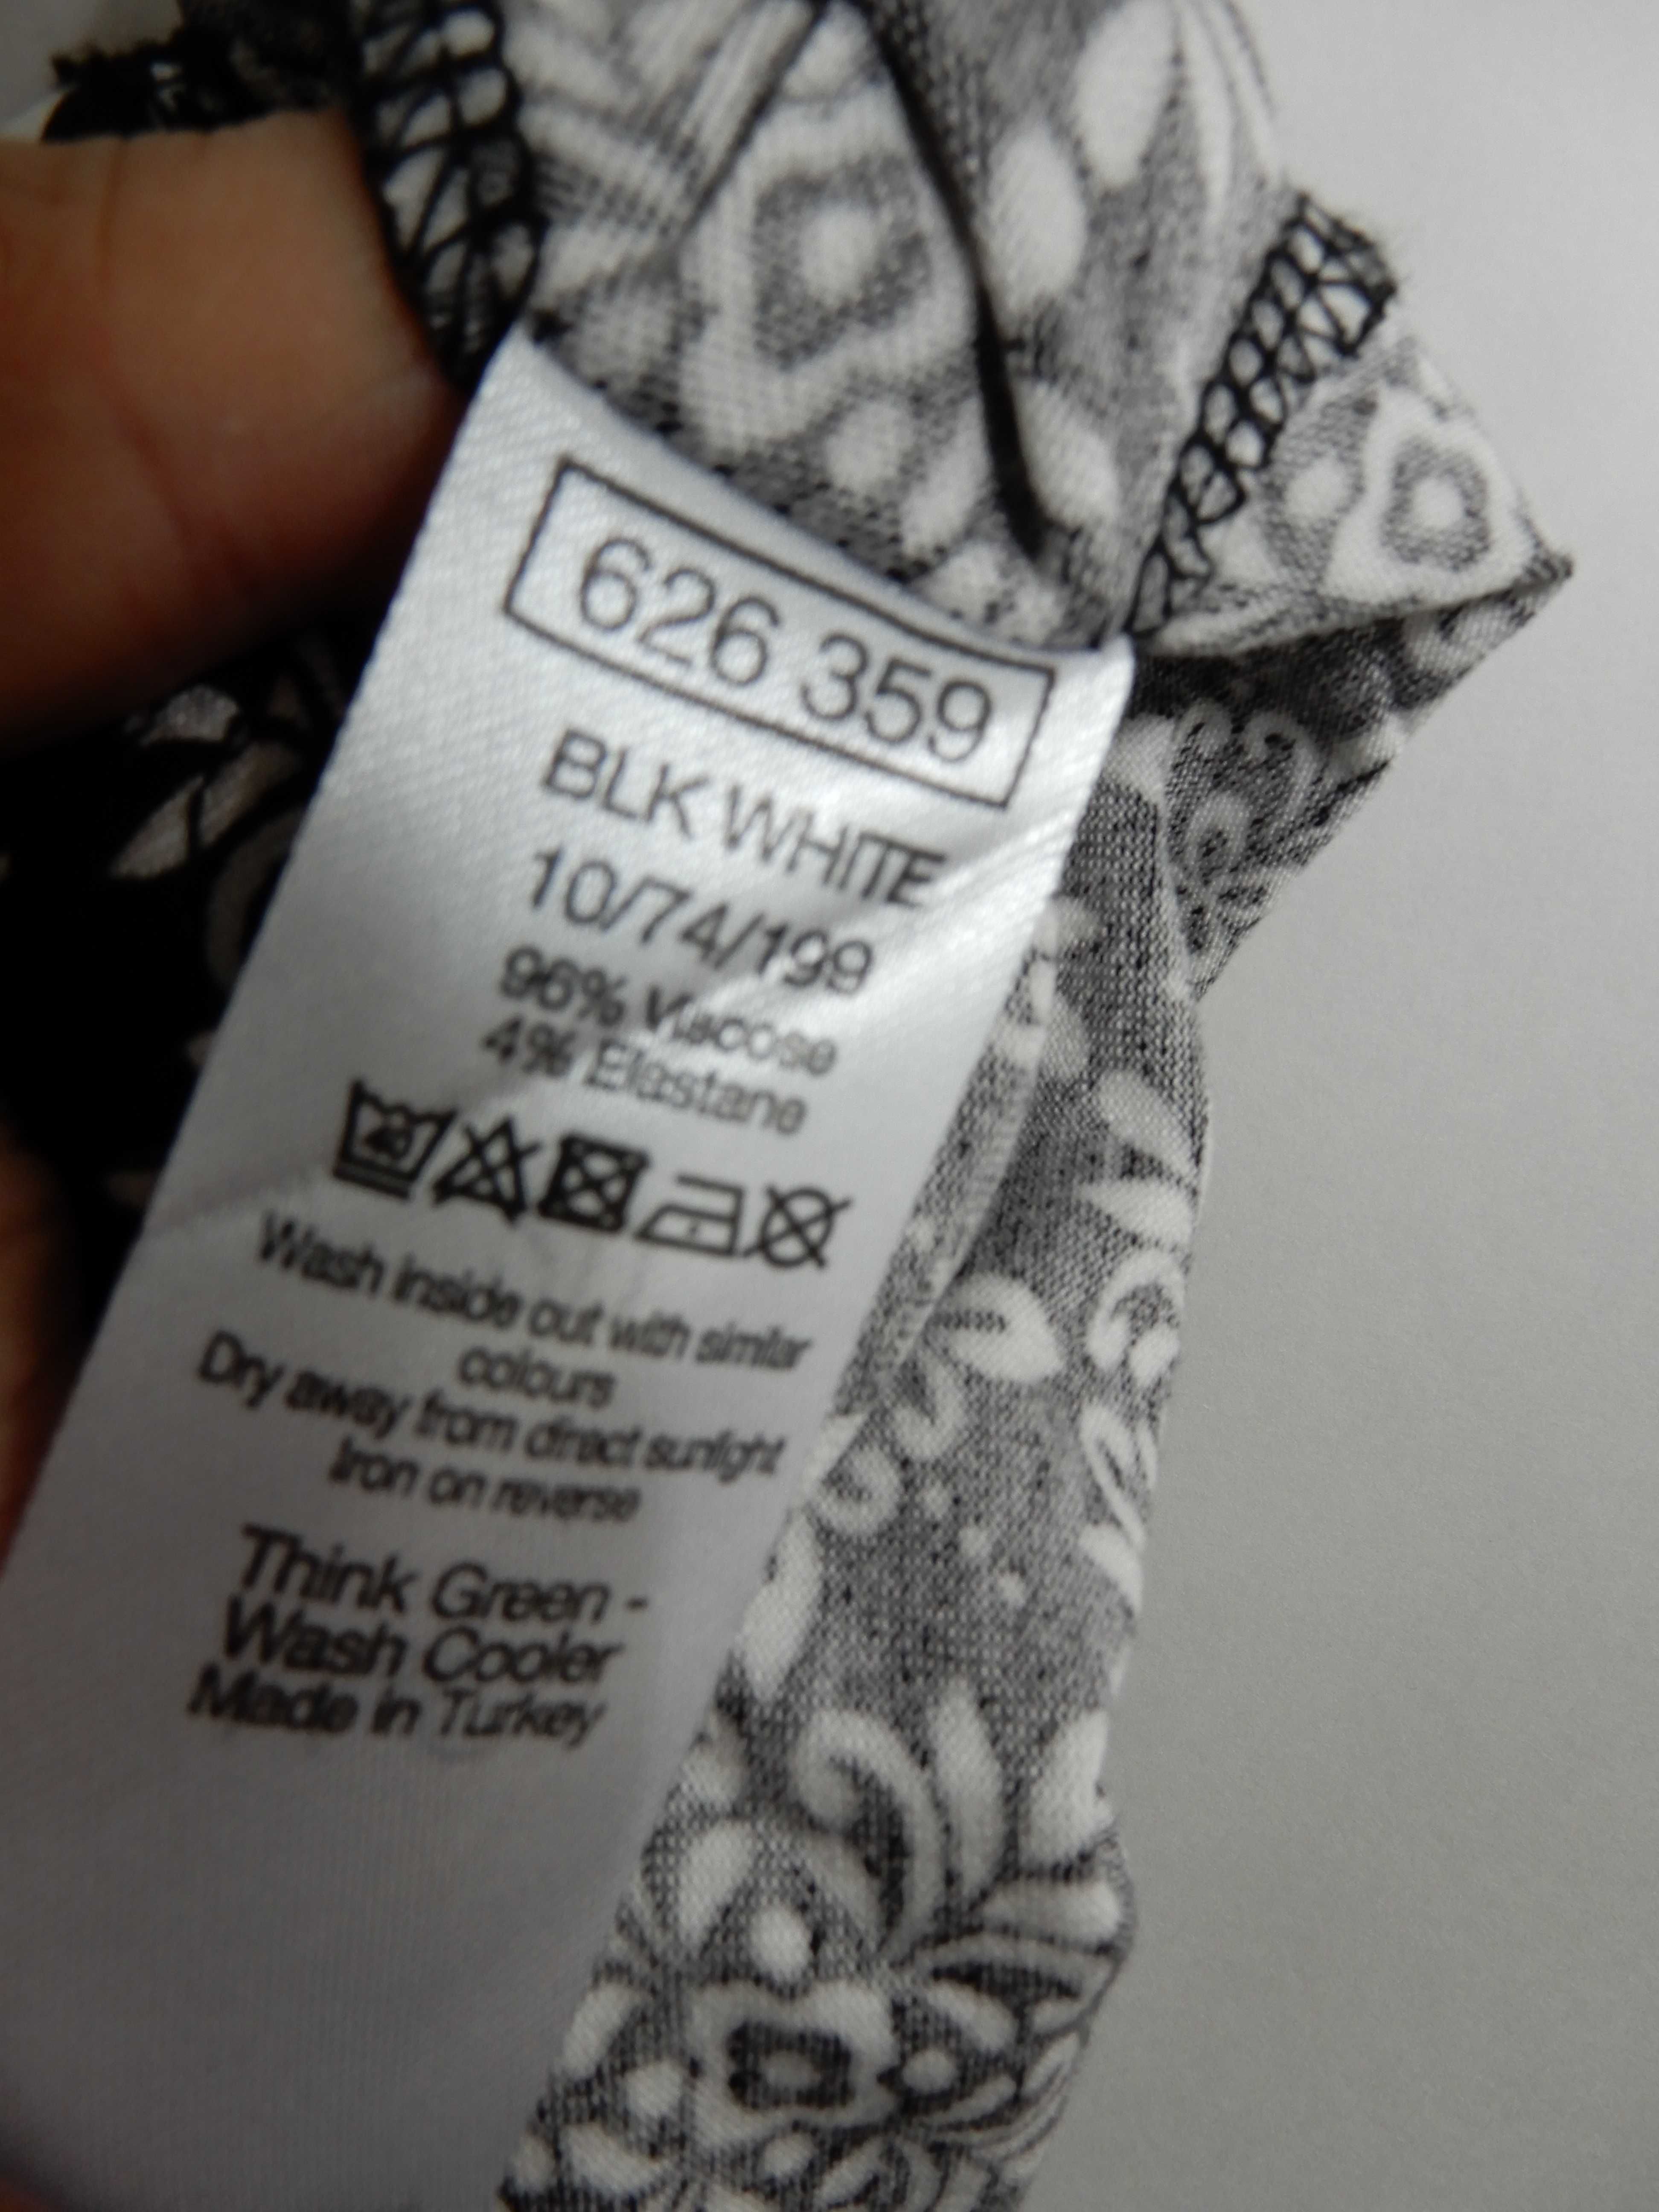 626 359
BLK WHITE
10/74/199
96% Viscose
4% Elastane
Wash inside out with similar
colours
Dry away from direct sunlight
Iron on reverse
Think Green -
Wash Cooler
Made in Turkey